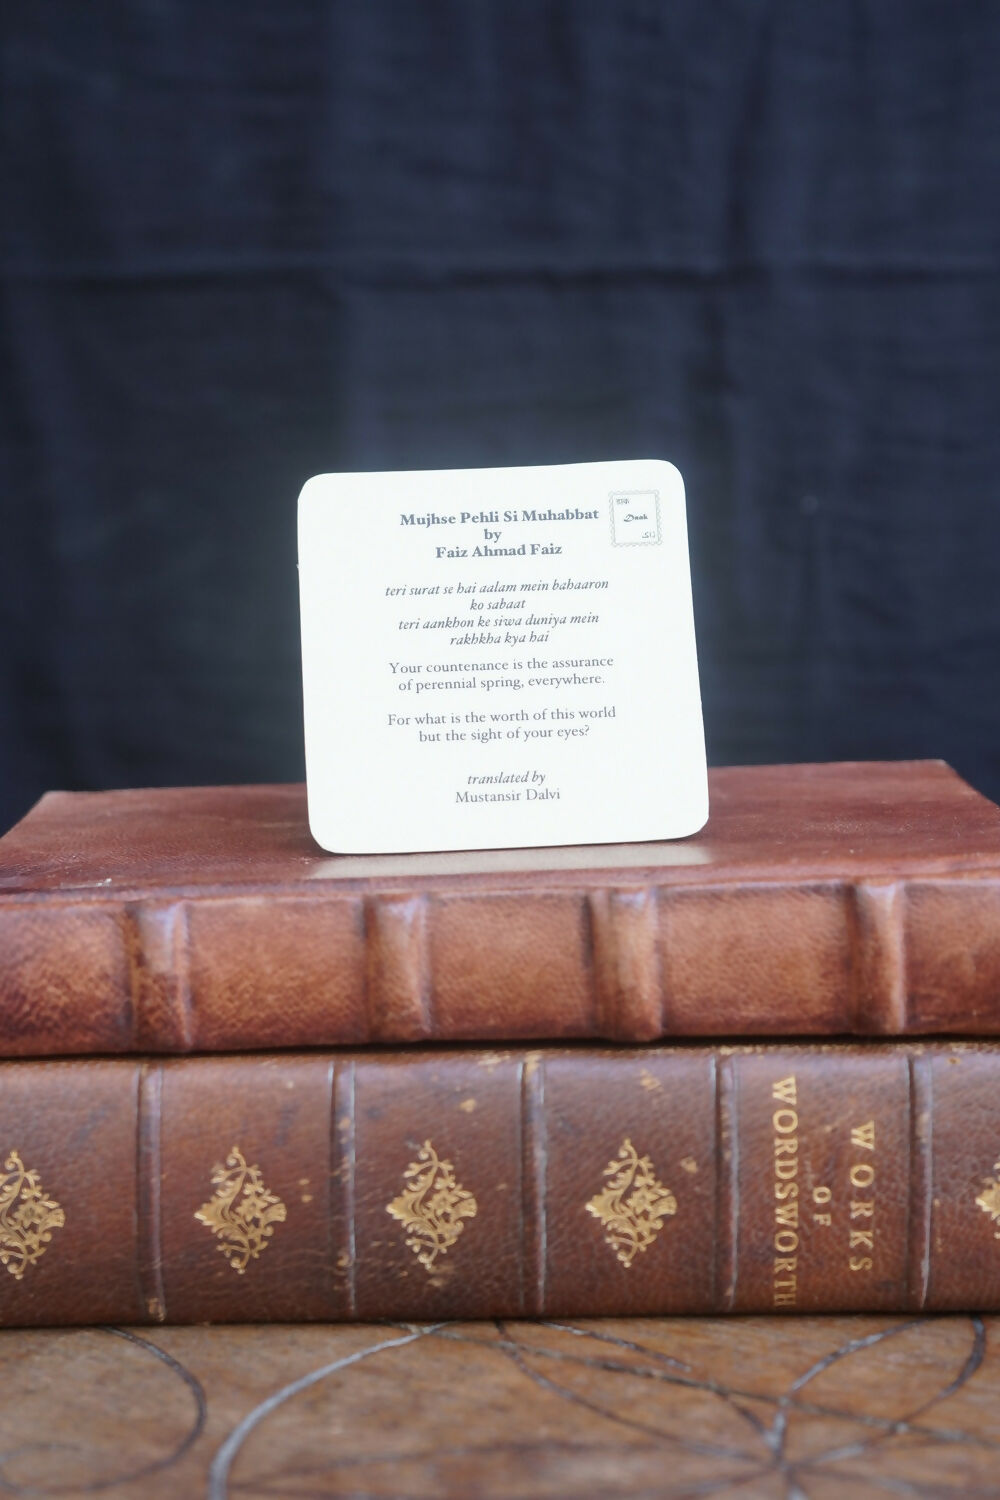 Mujhse Pehli Si Muhabbat
by
Faiz Ahmad Faiz
डाक
Daak
ڈاک
teri surat se hai aalam mein bahaaron
ko sabaat
teri aankhon ke siwa duniya mein
rakhkha kya hai
Your countenance is the assurance
of perennial spring, everywhere.
For what is the worth of this world
but the sight of your eyes?
translated by
Mustansir Dalvi
WORKS
OF
WORDSWORTH